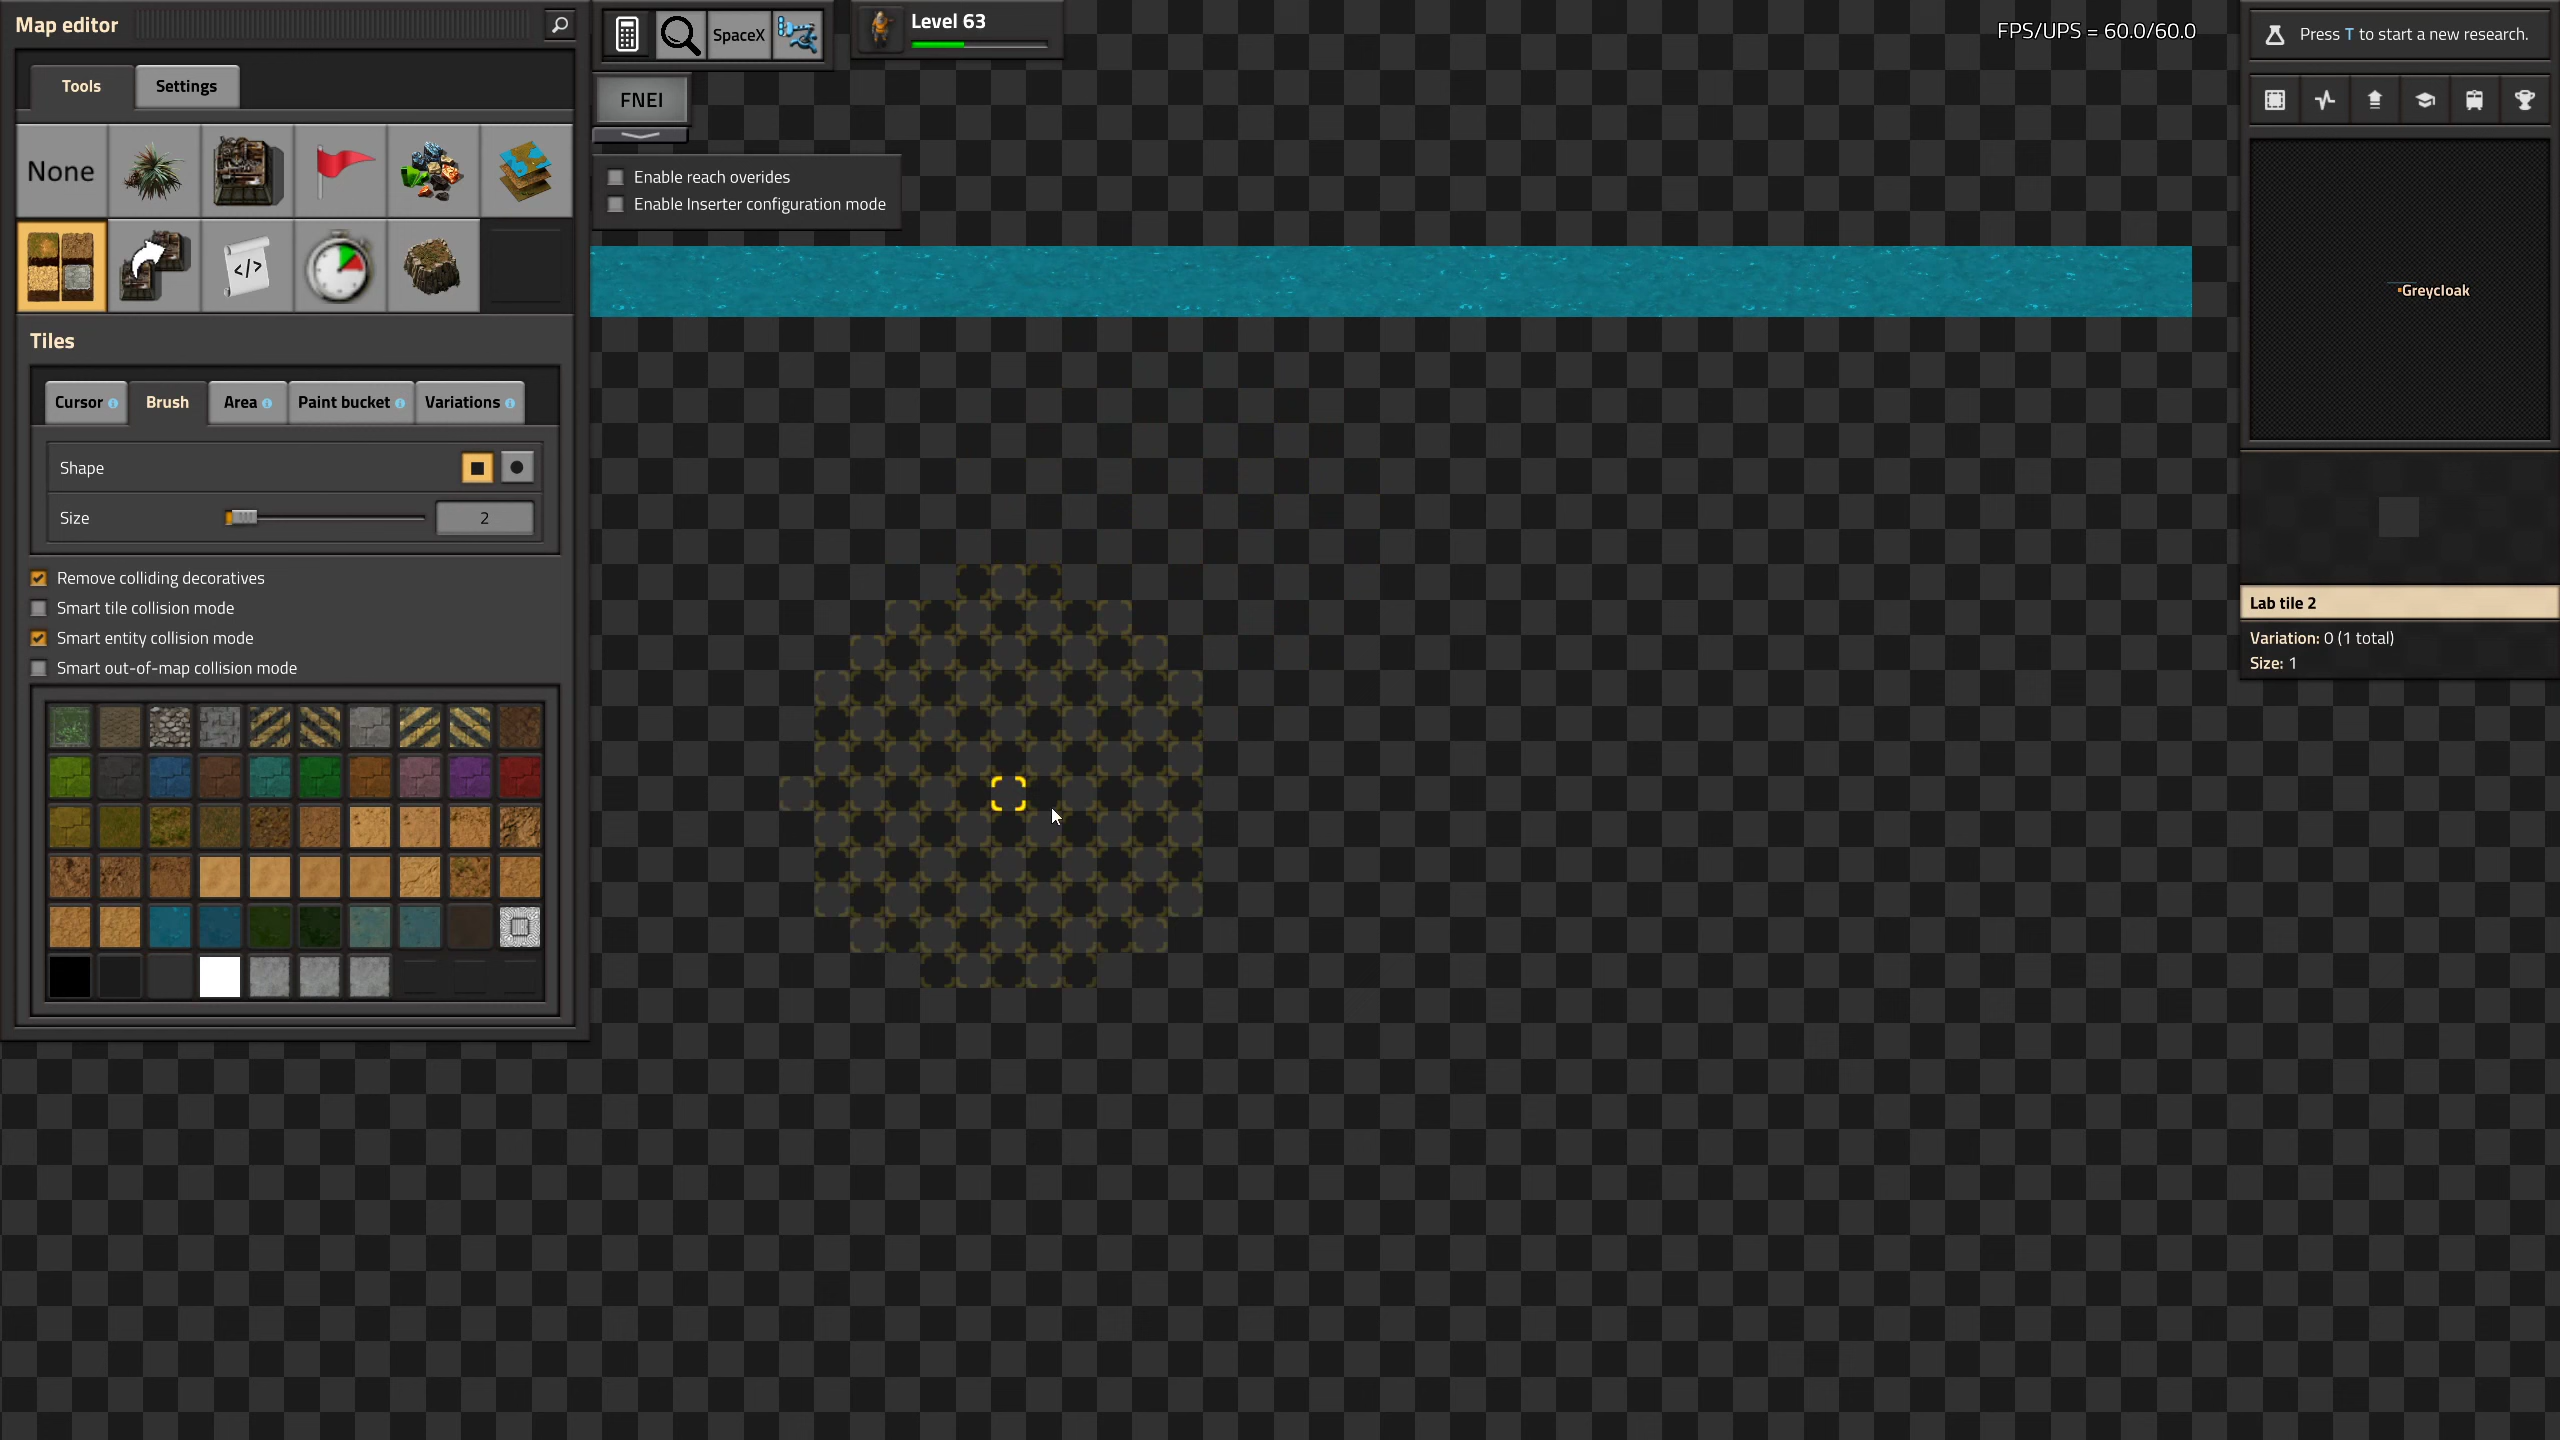 Map editor
SpaceX
Level 63
FPS/UPS = 60.0/60.0
Press T to start a new research.
Tools
Settings
FNEI
None
Enable reach overides
Enable Inserter configuration mode
</>
Greycloak
Tiles
Cursor
Brush
Area
Paint bucket
Variations
Shape
Size
2
Remove colliding decoratives
Smart tile collision mode
Smart entity collision mode
Smart out-of-map collision mode
Lab tile 2
Variation: 0 (1 total)
Size: 1